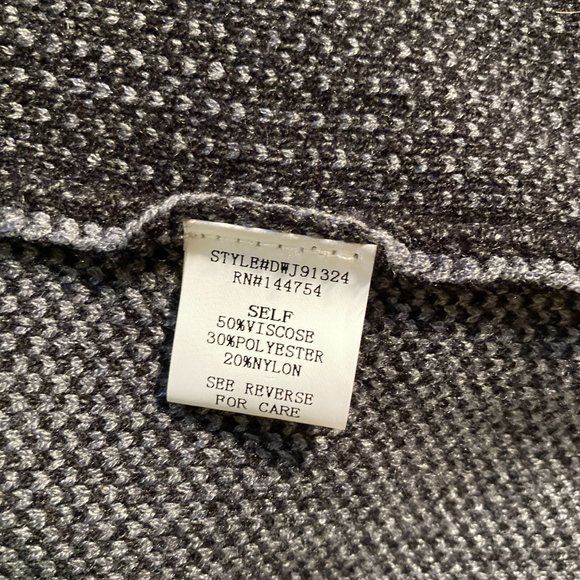 STYLE#DWJ91324
RN#144754
SELF
50%VISCOSE
30%POLYESTER
20%NYLON
SEE REVERSE
FOR CARE